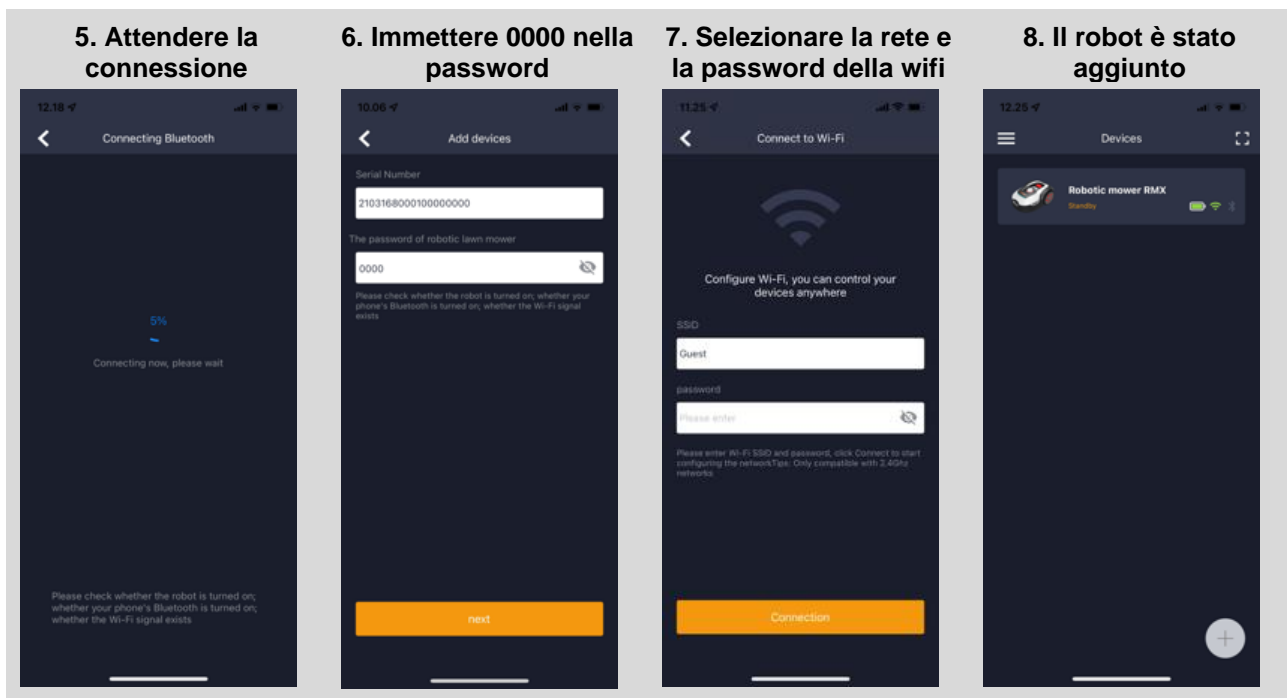 5. Attendere la
connessione
6. Immettere 0000 nella
password
7. Selezionare la rete e
la password della wifi
8. Il robot è stato
aggiunto
12.18
Connecting Bluetooth
5%
Connecting now, please wait
Please check whether the robot is turned on;
whether your phone's Bluetooth is turned on;
whether the Wi-Fi signal exists
10.06
Add devices
Serial Number
2103168000100000000
The password of robotic lawn mower
0000
Please check whether the robot is turned on; whether your
phone's Bluetooth is turned on; whether the Wi-Fi signal
exists
next
11.25
Connect to Wi-Fi
Configure Wi-Fi, you can control your
devices anywhere
SSID
Guest
password
Please enter
Please enter Wi-Fi SSID and password, click Connect to start
configuring the networkTips: Only compatible with 2.4Ghz
networks
Connection
12.25
Devices
Robotic mower RMX
Standby